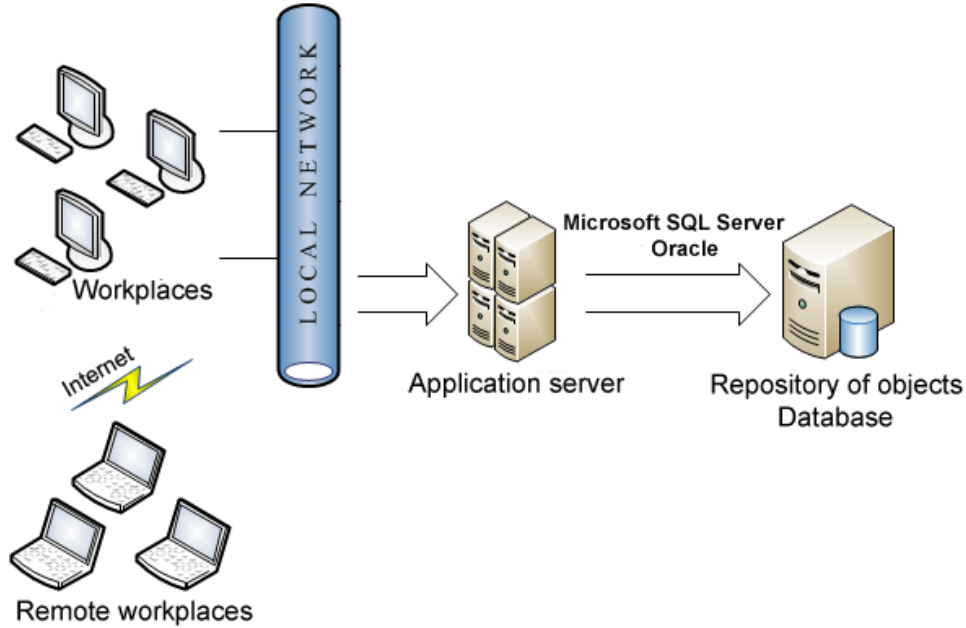 LOCAL NETWORK
Workplaces
Microsoft SQL Server
Oracle
Internet
Application server
Repository of objects
Database
Remote workplaces